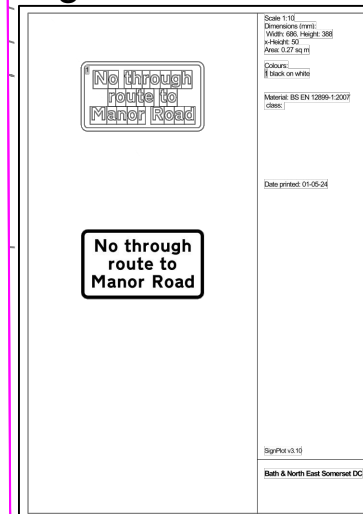 1
No through
route to
Manor Road
No through
route to
Manor Road
Scale 1:10
Dimensions (mm):
Width: 686, Height: 388
x-Height: 50
Area: 0.27 sq m
Colours:
1 black on white
Material: BS EN 12899-1:2007
class:
Date printed: 01-05-24
SignPlot v3.10
Bath & North East Somerset DC